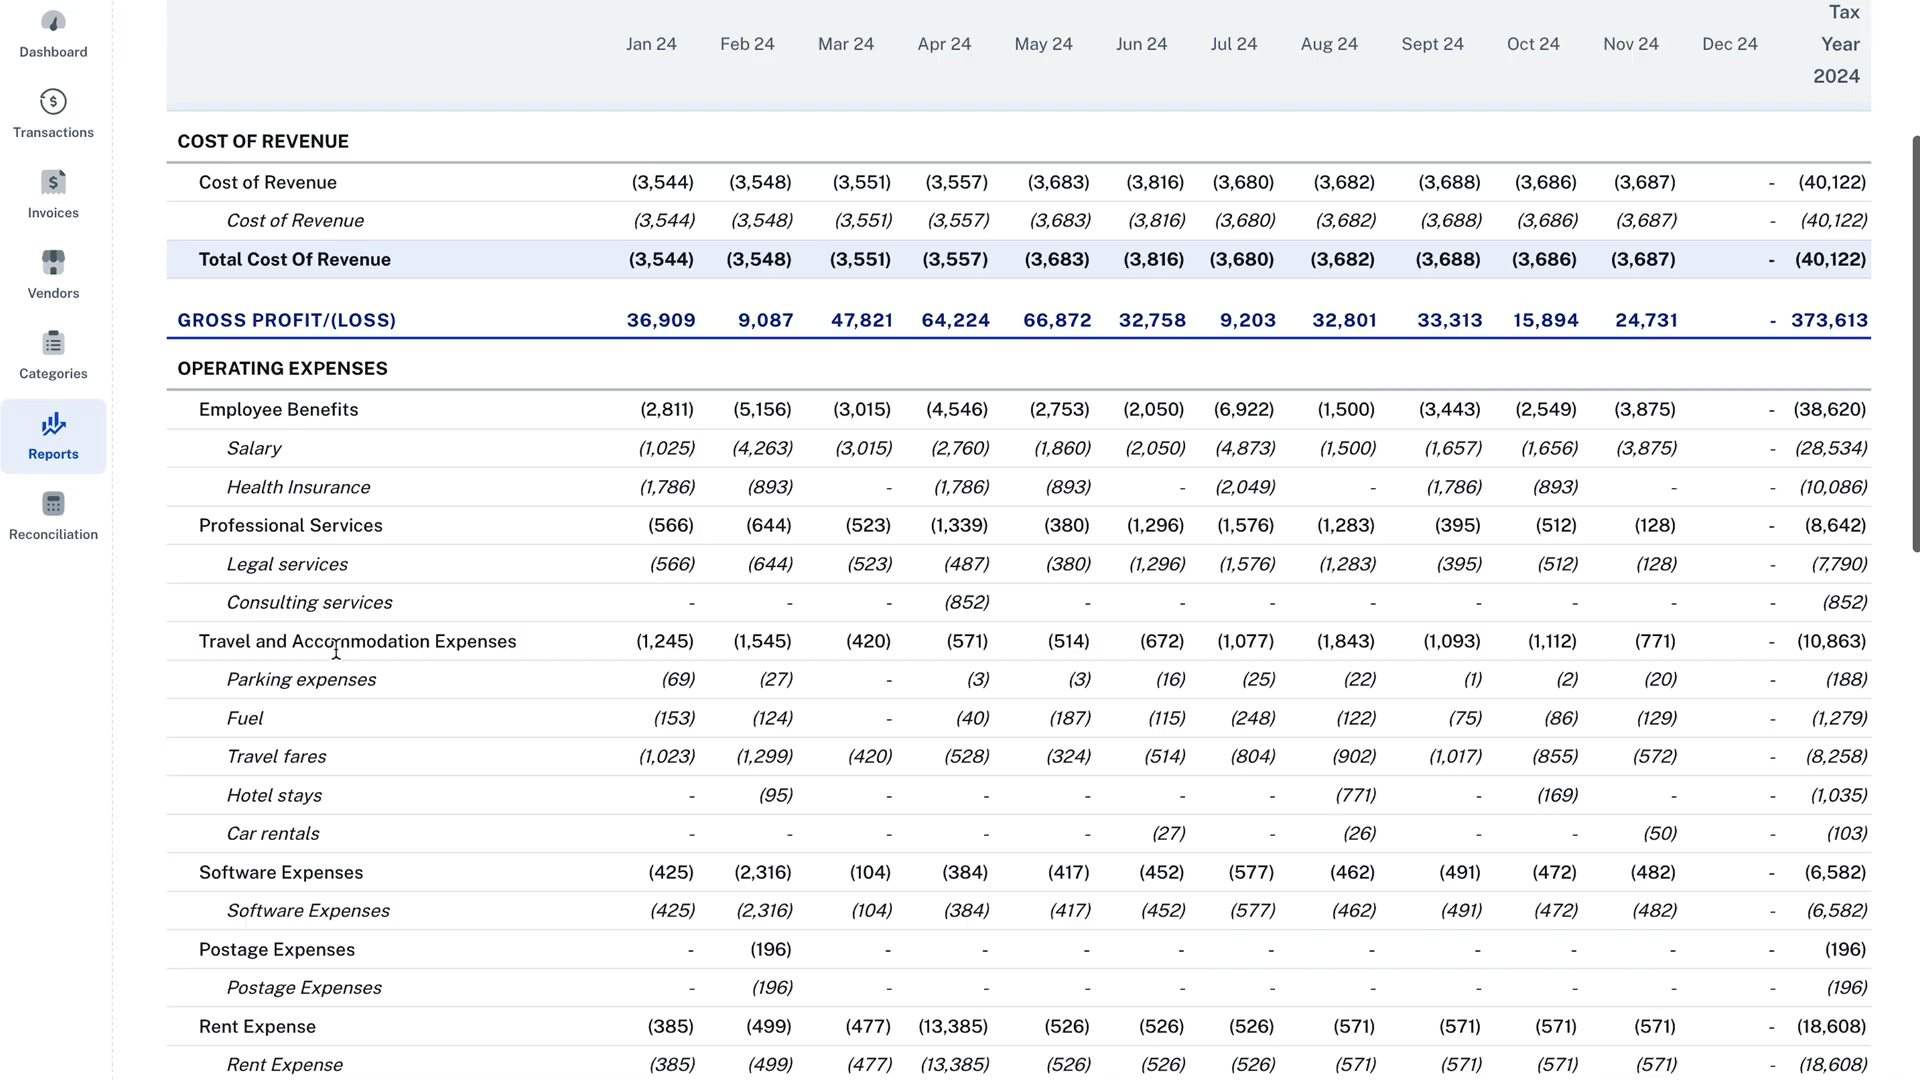 Dashboard
Transactions
Invoices
Vendors
Categories
Reports
Reconciliation
Jan 24 Feb 24 Mar 24 Apr 24 May 24 Jun 24 Jul 24 Aug 24 Sept 24 Oct 24 Nov 24 Dec 24 Tax
Year
2024
COST OF REVENUE
Cost of Revenue (3,544) (3,548) (3,551) (3,557) (3,683) (3,816) (3,680) (3,682) (3,688) (3,686) (3,687) - (40,122)
Cost of Revenue (3,544) (3,548) (3,551) (3,557) (3,683) (3,816) (3,680) (3,682) (3,688) (3,686) (3,687) - (40,122)
Total Cost Of Revenue (3,544) (3,548) (3,551) (3,557) (3,683) (3,816) (3,680) (3,682) (3,688) (3,686) (3,687) - (40,122)
GROSS PROFIT/(LOSS) 36,909 9,087 47,821 64,224 66,872 32,758 9,203 32,801 33,313 15,894 24,731 - 373,613
OPERATING EXPENSES
Employee Benefits (2,811) (5,156) (3,015) (4,546) (2,753) (2,050) (6,922) (1,500) (3,443) (2,549) (3,875) - (38,620)
Salary (1,025) (4,263) (3,015) (2,760) (1,860) (2,050) (4,873) (1,500) (1,657) (1,656) (3,875) - (28,534)
Health Insurance (1,786) (893) - (1,786) (893) - (2,049) - (1,786) (893) - - (10,086)
Professional Services (566) (644) (523) (1,339) (380) (1,296) (1,576) (1,283) (395) (512) (128) - (8,642)
Legal services (566) (644) (523) (487) (380) (1,296) (1,576) (1,283) (395) (512) (128) - (7,790)
Consulting services - - - (852) - - - - - - - - (852)
Travel and Accommodation Expenses (1,245) (1,545) (420) (571) (514) (672) (1,077) (1,843) (1,093) (1,112) (771) - (10,863)
Parking expenses (69) (27) - (3) (3) (16) (25) (22) (1) (2) (20) - (188)
Fuel (153) (124) - (40) (187) (115) (248) (122) (75) (86) (129) - (1,279)
Travel fares (1,023) (1,299) (420) (528) (324) (514) (804) (902) (1,017) (855) (572) - (8,258)
Hotel stays - (95) - - - - - (771) - (169) - - (1,035)
Car rentals - - - - - (27) - (26) - - (50) - (103)
Software Expenses (425) (2,316) (104) (384) (417) (452) (577) (462) (491) (472) (482) - (6,582)
Software Expenses (425) (2,316) (104) (384) (417) (452) (577) (462) (491) (472) (482) - (6,582)
Postage Expenses - (196) - - - - - - - - - - (196)
Postage Expenses - (196) - - - - - - - - - - (196)
Rent Expense (385) (499) (477) (13,385) (526) (526) (526) (571) (571) (571) (571) - (18,608)
Rent Expense (385) (499) (477) (13,385) (526) (526) (526) (571) (571) (571) (571) - (18,608)